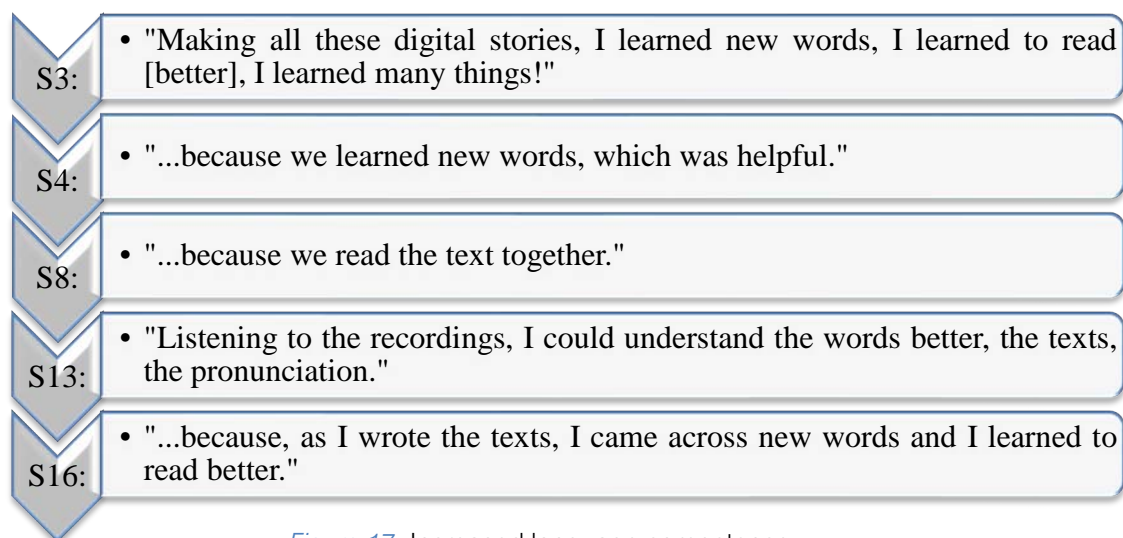 S3:
• "Making all these digital stories, I learned new words, I learned to read
[better], I learned many things!"
S4:
• "...because we learned new words, which was helpful."
S8:
• "...because we read the text together."
S13:
• "Listening to the recordings, I could understand the words better, the texts,
the pronunciation."
S16:
• "...because, as I wrote the texts, I came across new words and I learned to
read better."
Figure 17